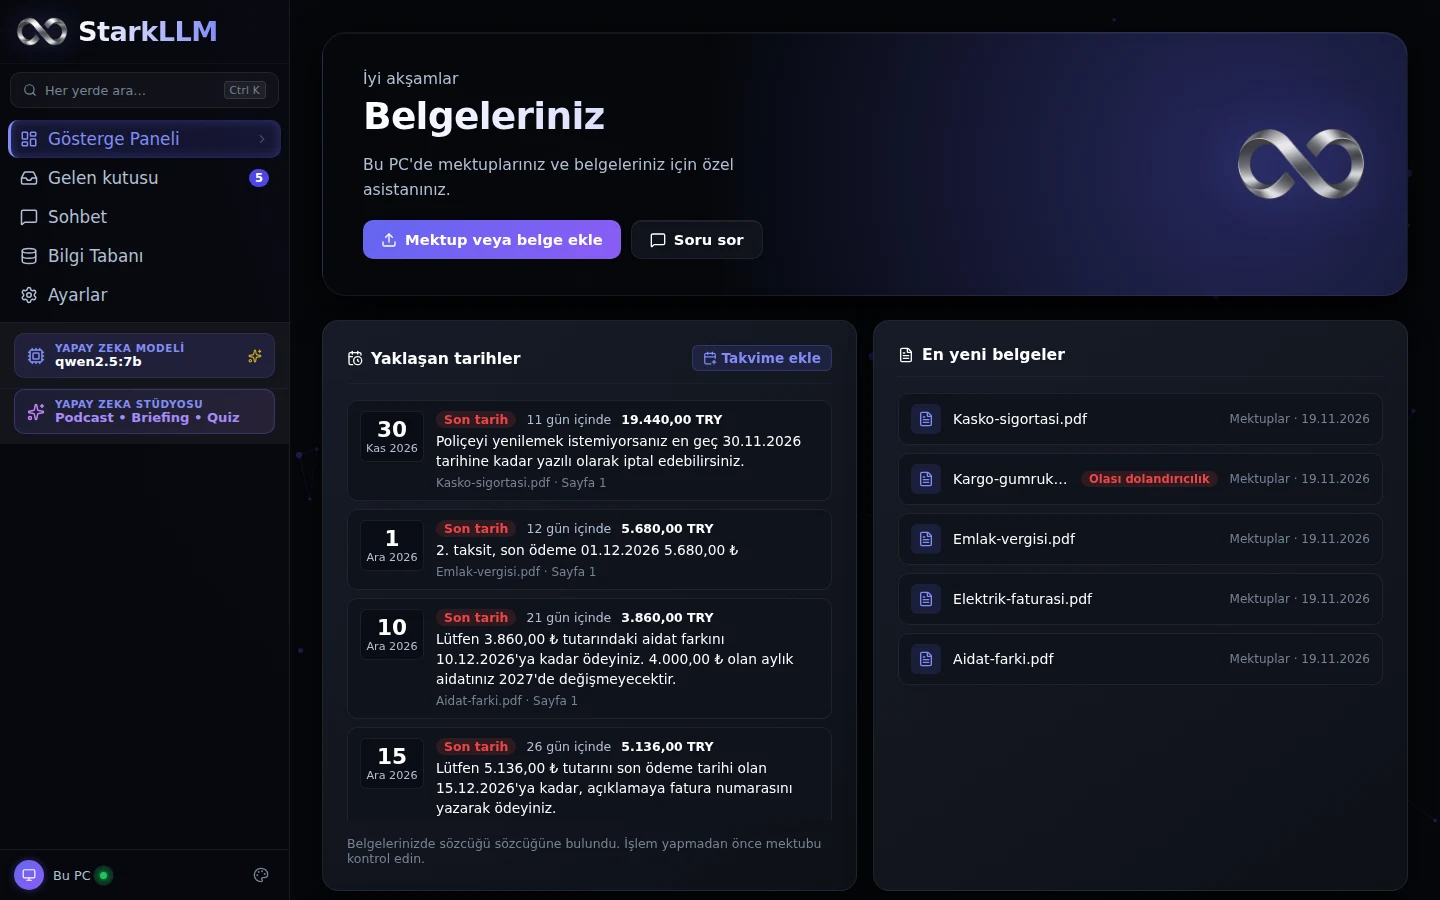 StarkLLM
Her yerde ara...
Ctrl K
Gösterge Paneli
Gelen kutusu
5
Sohbet
Bilgi Tabanı
Ayarlar
YAPAY ZEKA MODELİ
qwen2.5:7b
YAPAY ZEKA STÜDYOSU
Podcast • Briefing • Quiz
Bu PC
İyi akşamlar
Belgeleriniz
Bu PC'de mektuplarınız ve belgeleriniz için özel
asistanınız.
Mektup veya belge ekle
Soru sor
Yaklaşan tarihler
Takvime ekle
30
Kas 2026
Son tarih 11 gün içinde 19.440,00 TRY
Poliçeyi yenilemek istemiyorsanız en geç 30.11.2026
tarihine kadar yazılı olarak iptal edebilirsiniz.
Kasko-sigortasi.pdf · Sayfa 1
1
Ara 2026
Son tarih 12 gün içinde 5.680,00 TRY
2. taksit, son ödeme 01.12.2026 5.680,00 ₺
Emlak-vergisi.pdf · Sayfa 1
10
Ara 2026
Son tarih 21 gün içinde 3.860,00 TRY
Lütfen 3.860,00 ₺ tutarındaki aidat farkını
10.12.2026'ya kadar ödeyiniz. 4.000,00 ₺ olan aylık
aidatınız 2027'de değişmeyecektir.
Aidat-farki.pdf · Sayfa 1
15
Ara 2026
Son tarih 26 gün içinde 5.136,00 TRY
Lütfen 5.136,00 ₺ tutarını son ödeme tarihi olan
15.12.2026'ya kadar, açıklamaya fatura numarasını
yazarak ödeyiniz.
Belgelerinizde sözcüğü sözcüğüne bulundu. İşlem yapmadan önce mektubu
kontrol edin.
En yeni belgeler
Kasko-sigortasi.pdf Mektuplar · 19.11.2026
Kargo-gumruk... Olası dolandırıcılık Mektuplar · 19.11.2026
Emlak-vergisi.pdf Mektuplar · 19.11.2026
Elektrik-faturasi.pdf Mektuplar · 19.11.2026
Aidat-farki.pdf Mektuplar · 19.11.2026